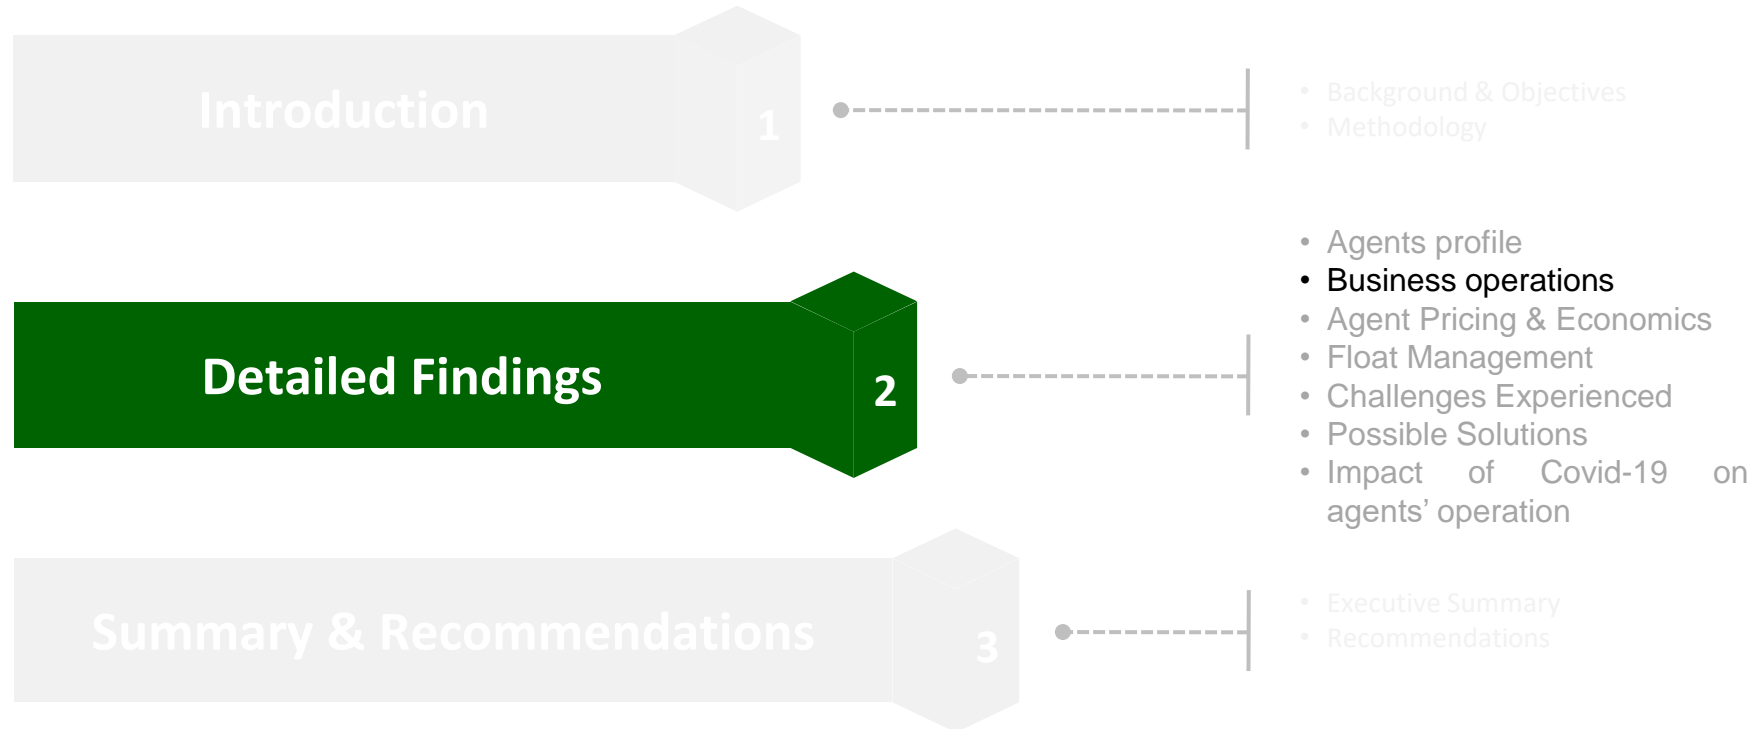 Introduction
1
• Background & Objectives
• Methodology
Detailed Findings
2
• Agents profile
• Business operations
• Agent Pricing & Economics
• Float Management
• Challenges Experienced
• Possible Solutions
• Impact of Covid-19 on
agents’ operation
Summary & Recommendations
3
• Executive Summary
• Recommendations